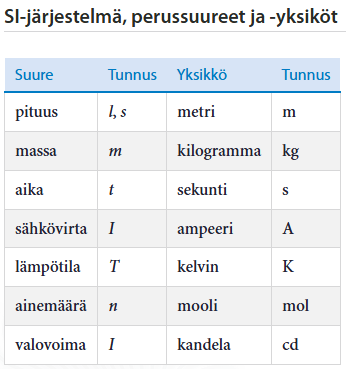 SI-järjestelmä, perussuureet ja -yksiköt
Suure Tunnus Yksikkö Tunnus
pituus l, s metri m
massa m kilogramma kg
aika t sekunti s
sähkövirta I ampeeri A
lämpötila T kelvin K
ainemäärä n mooli mol
valovoima I kandela cd